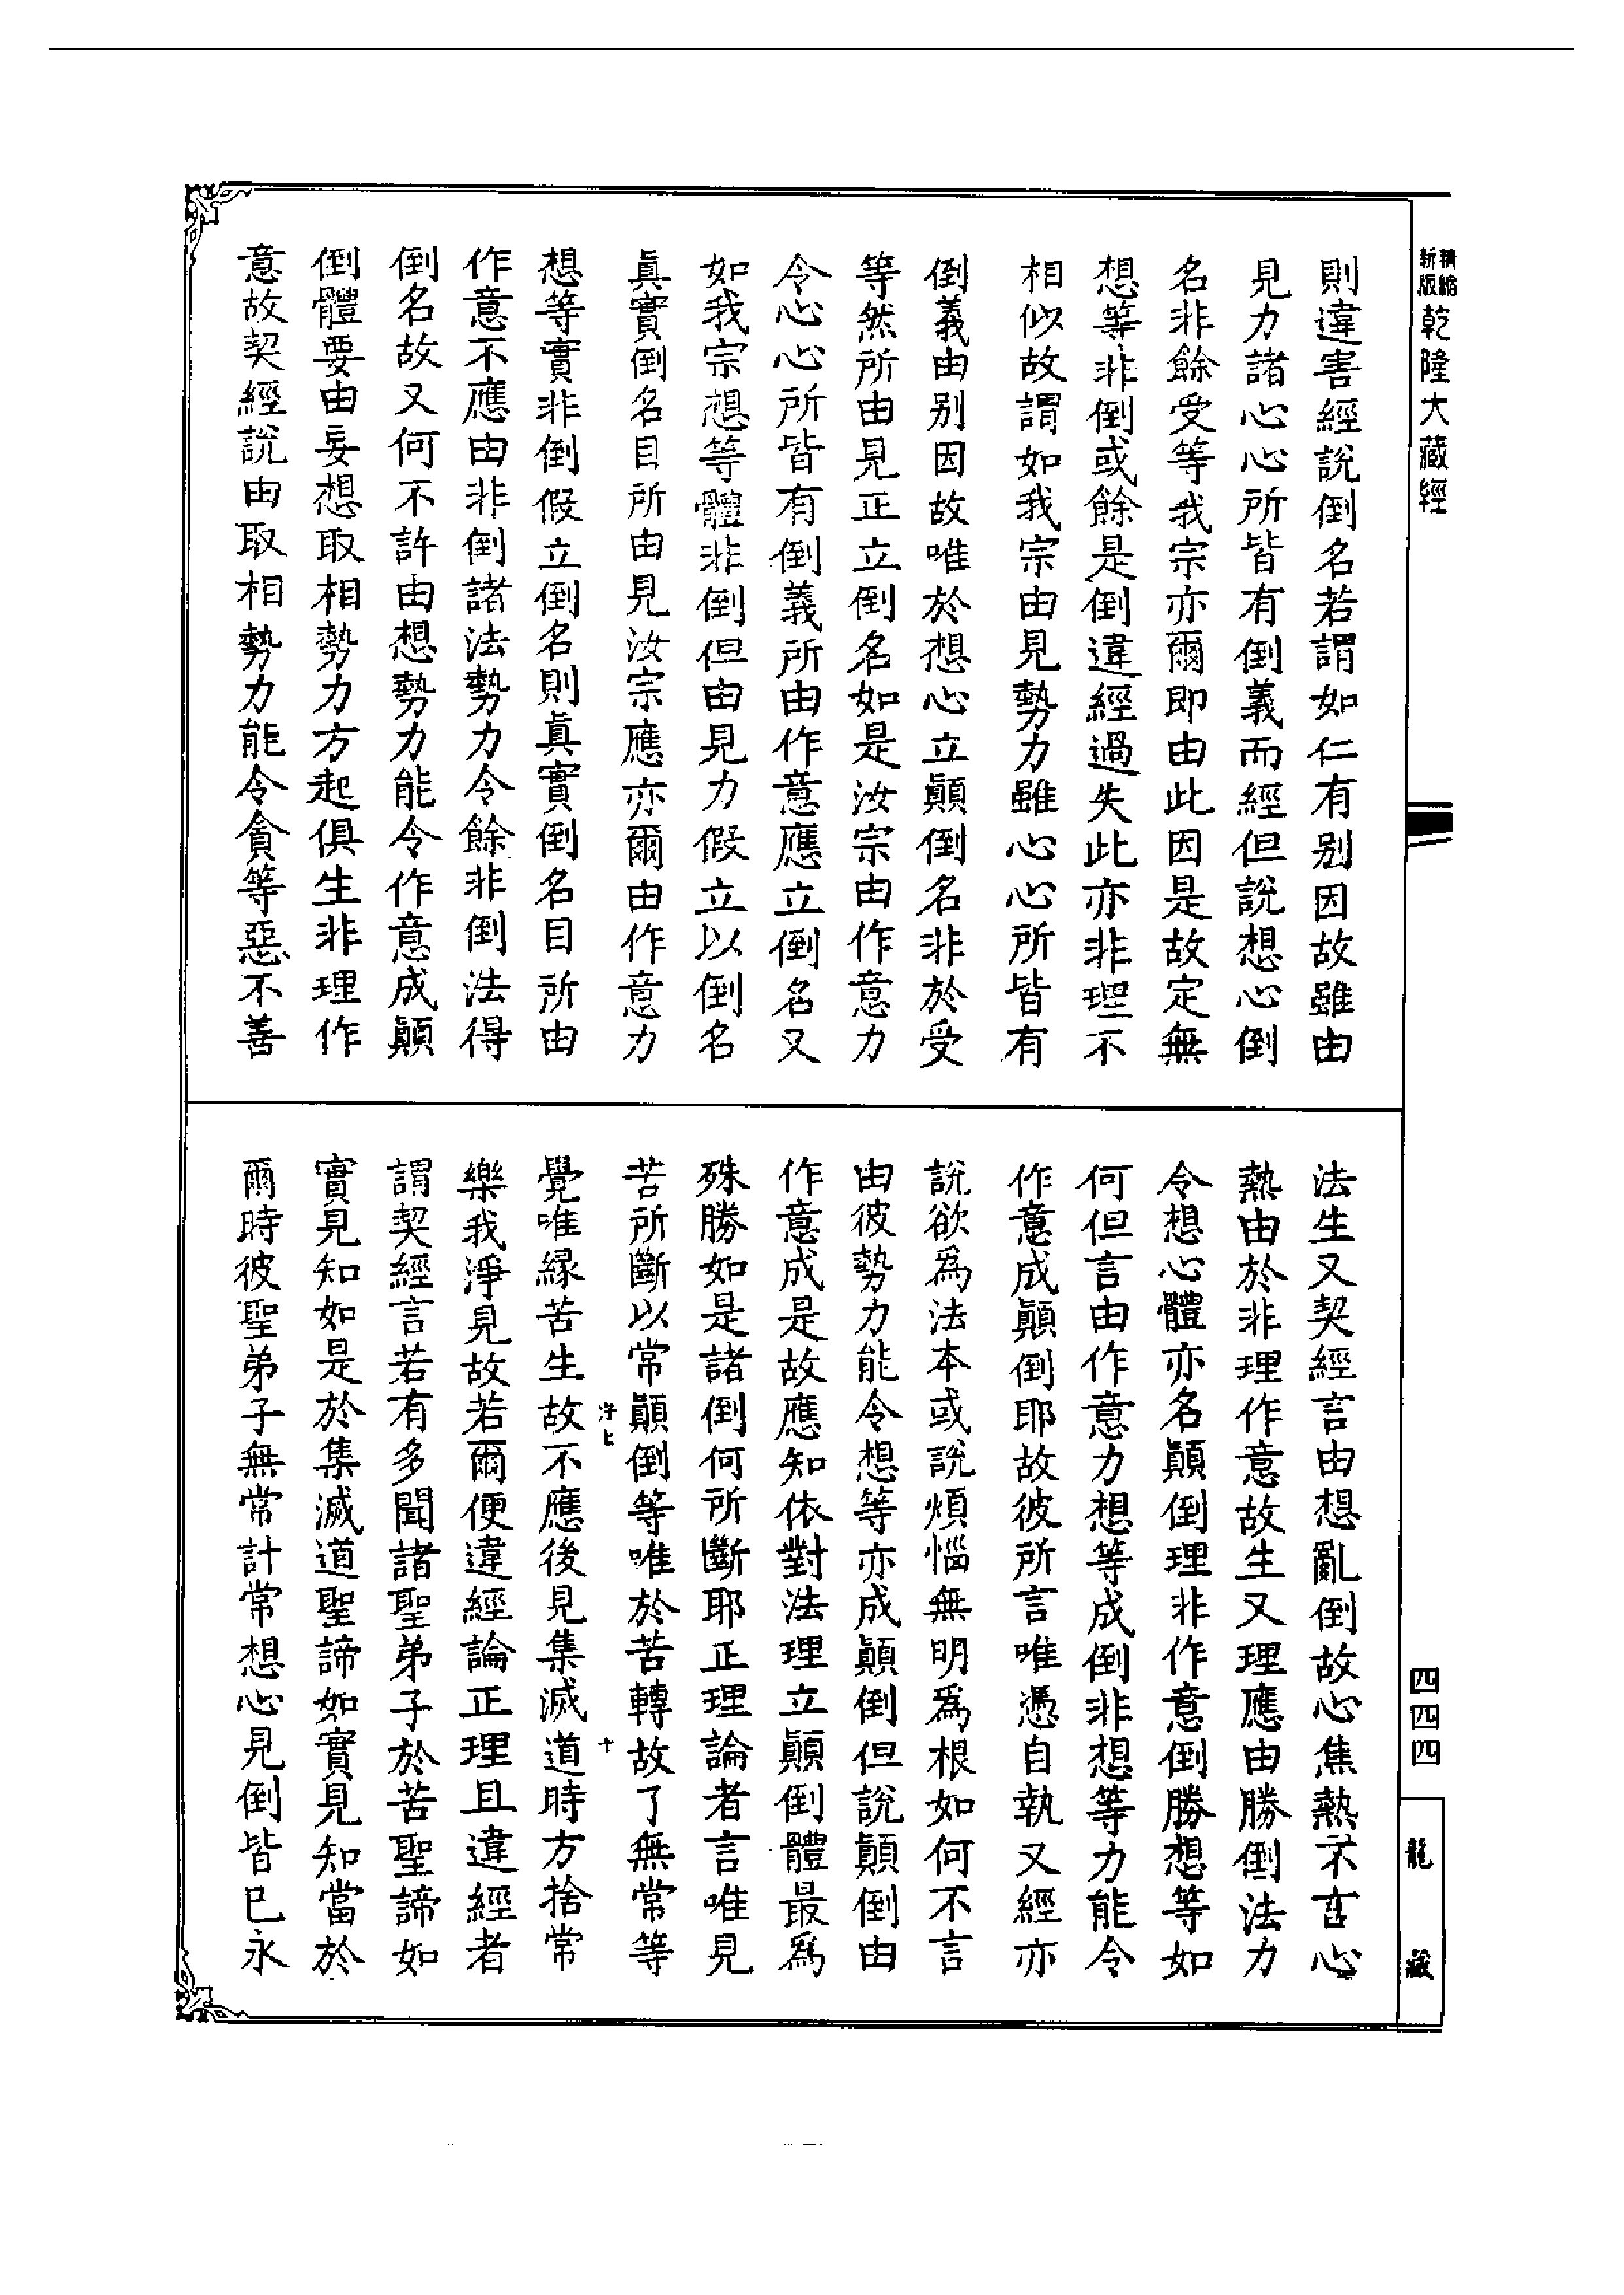 精縮
新版
乾隆大藏經
則違害經說倒名若謂如仁有别因故雖由
見力諸心心所皆有倒義而經但說想心倒
名非餘受等我宗亦爾即由此因是故定無
想等非倒或餘是倒違經過失此亦非理不
相似故謂如我宗由見勢力雖心心所皆有
倒義由别因故唯於想心立顛倒名非於受
等然所由見正立倒名如是汝宗由作意力
令心心所皆有倒義所由作意應立倒名又
如我宗想等體非倒但由見力假立以倒名
真實倒名目所由見汝宗應亦爾由作意力
想等實非倒假立倒名則真實倒名目所由
作意不應由非倒諸法勢力令餘非倒法得
倒名故又何不許由想勢力能令作意成顛
倒體要由妄想取相勢力方起俱生非理作
意故契經說由取相勢力能令貪等惡不善
法生又契經言由想亂倒故心焦熱不言心
熱由於非理作意故生又理應由勝倒法力
令想心體亦名顛倒理非作意倒勝想等如
何但言由作意力想等成倒非想等力能令
作意成顛倒耶故彼所言唯憑自執又經亦
說欲爲法本或說煩惱無明爲根如何不言
由彼勢力能令想等亦成顛倒但說顛倒由
作意成是故應知依對法理立顛倒體最爲
殊勝如是諸倒何所斷耶正理論者言唯見
苦所斷以常顛倒等唯於苦轉故了無常等
覺唯緣苦生故不應後見集滅道時方捨常
樂我淨見故若爾便違經論正理且違經者
謂契經言若有多聞諸聖弟子於苦聖諦如
實見知如是於集滅道聖諦如實見知當於
爾時彼聖弟子無常計常想心見倒皆已永
四四四
龍藏